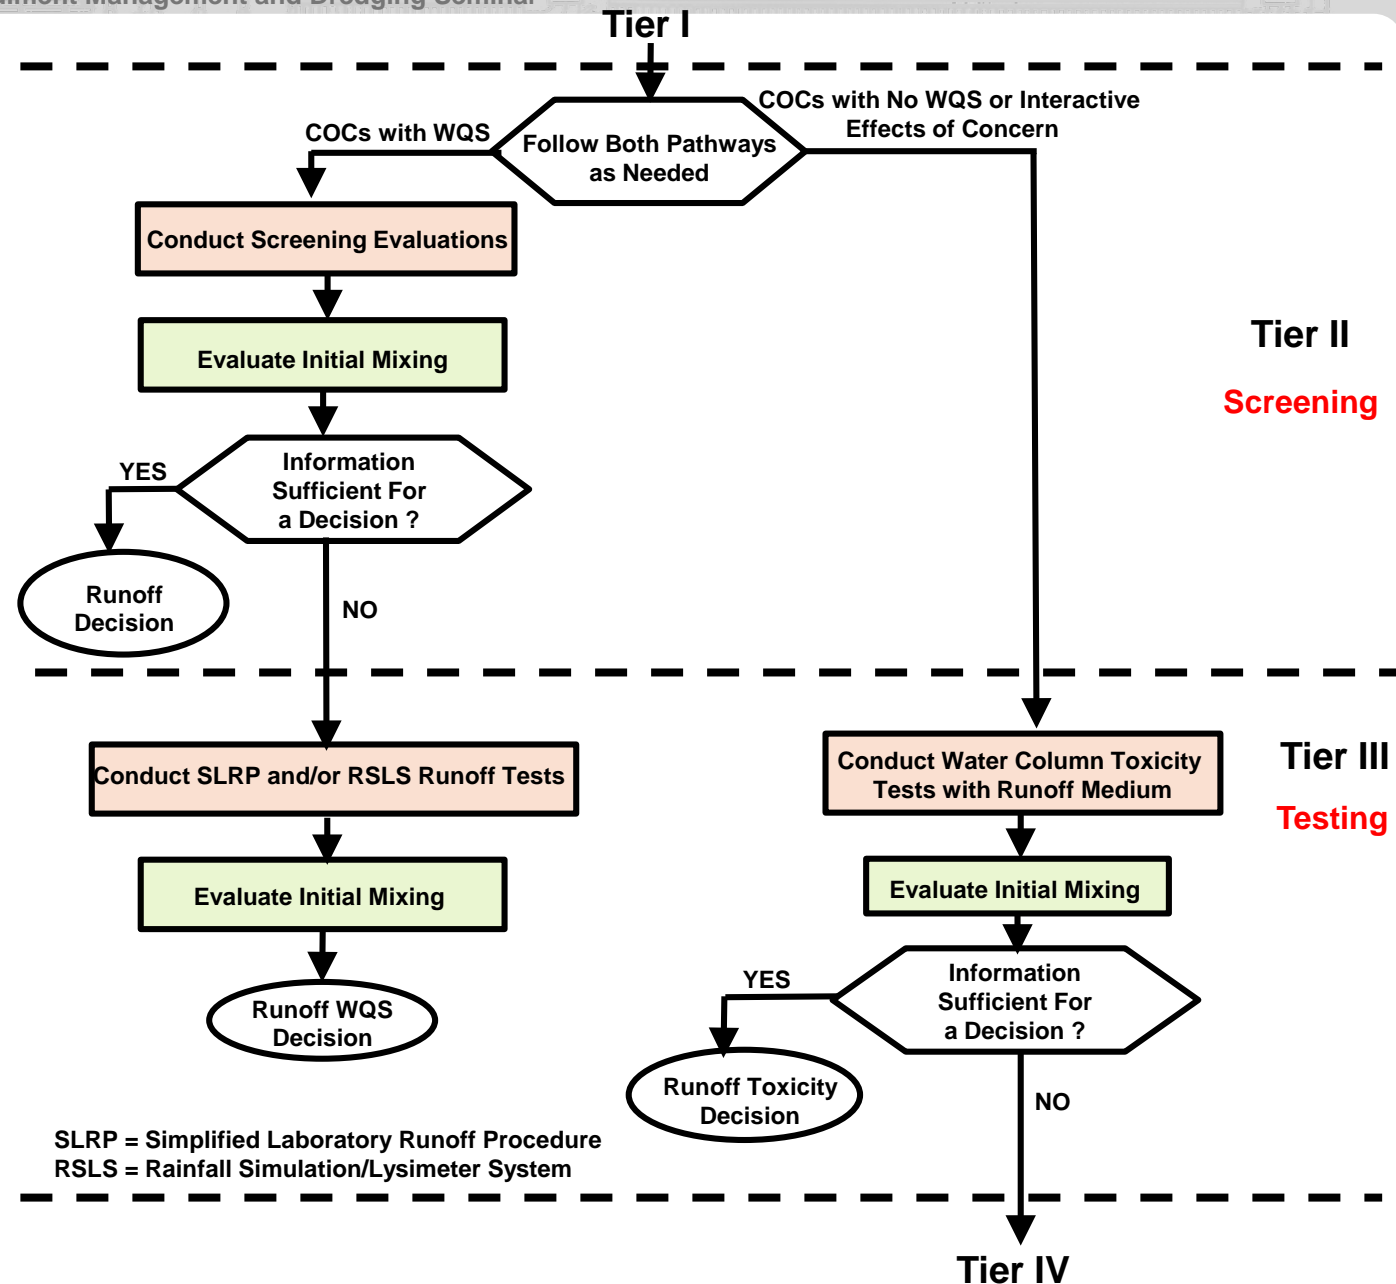 Management and Dredging Seminar
Tier I
COCs with No WQS or Interactive
Effects of Concern
COCs with WQS
Follow Both Pathways
as Needed
Conduct Screening Evaluations
Evaluate Initial Mixing
Tier II
Screening
Information
Sufficient For
a Decision ?
YES
Runoff
Decision
NO
Conduct SLRP and/or RSLS Runoff Tests
Conduct Water Column Toxicity
Tests with Runoff Medium
Tier III
Testing
Evaluate Initial Mixing
Evaluate Initial Mixing
Runoff WQS
Decision
Information
Sufficient For
a Decision ?
YES
Runoff Toxicity
Decision
NO
SLRP = Simplified Laboratory Runoff Procedure
RSLS = Rainfall Simulation/Lysimeter System
Tier IV